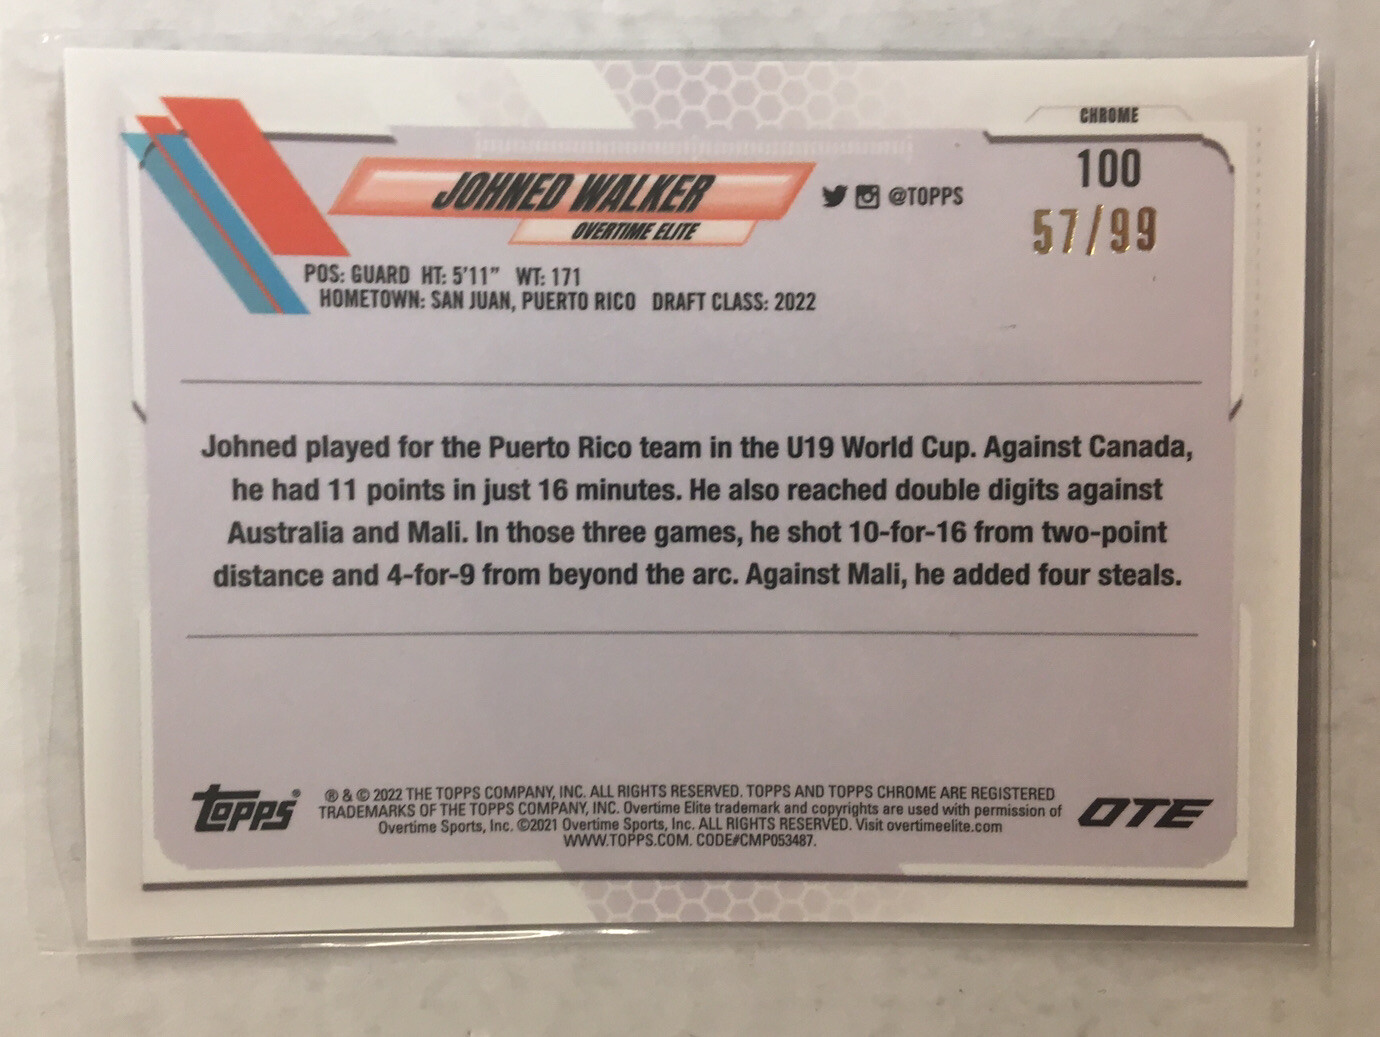 CHROME
100
57/99
JOHNED WALKER
OVERTIME ELITE
@TOPPS
POS: GUARD HT: 5'11" WT: 171
HOMETOWN: SAN JUAN, PUERTO RICO DRAFT CLASS: 2022
Johned played for the Puerto Rico team in the U19 World Cup. Against Canada,
he had 11 points in just 16 minutes. He also reached double digits against
Australia and Mali. In those three games, he shot 10-for-16 from two-point
distance and 4-for-9 from beyond the arc. Against Mali, he added four steals.
Topps®
® & © 2022 THE TOPPS COMPANY, INC. ALL RIGHTS RESERVED. TOPPS AND TOPPS CHROME ARE REGISTERED
TRADEMARKS OF THE TOPPS COMPANY, INC. Overtime Elite trademark and copyrights are used with permission of
Overtime Sports, Inc. ©2021 Overtime Sports, Inc. ALL RIGHTS RESERVED. Visit overtimeelite.com
WWW.TOPPS.COM. CODE#CMP053487.
OTE